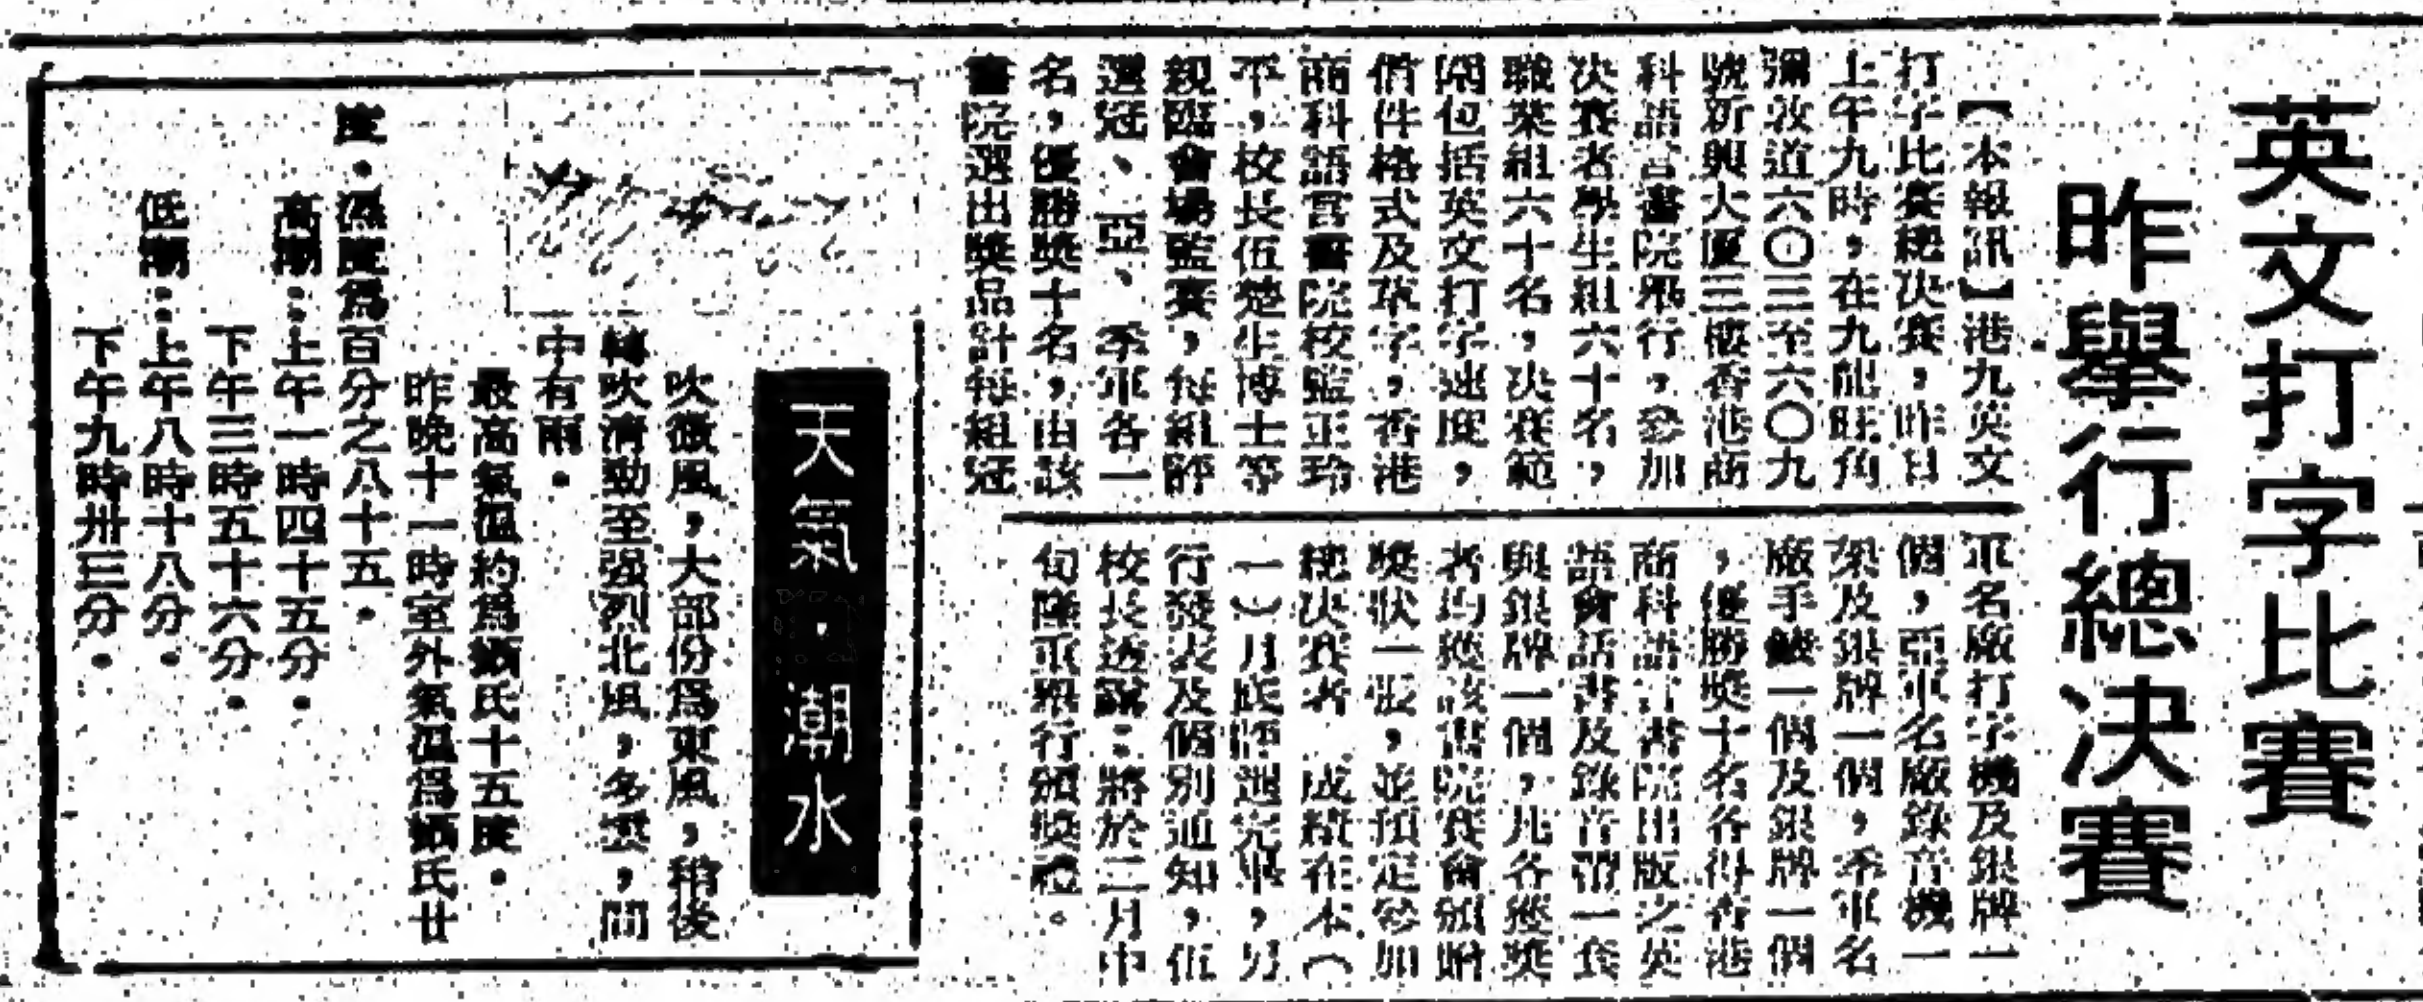 英文打字比賽
昨舉行總決賽
【本報訊】港九英文
打字比賽總決賽，昨日
上午九時，在九龍旺角
彌敦道六〇三至六〇九
號新興大廈三樓香港商
科語言書院舉行，參加
決賽者學生組六十名，
職業組六十名，決賽範
圍包括英文打字速度，
信件格式及草字，香港
商科語言書院校監正玲
平，校長伍楚生博士等
親臨會場監賽，每組評
選冠、亞、季軍各一
名，優勝獎十名，由該
書院選出獎品計每組冠
軍名廠打字機及銀牌一
個，亞軍名廠錄音機一
架及銀牌一個，季軍名
廠手錶一個及銀牌一個
，優勝獎十名各得香港
商科語言書院出版之英
語會話書及錄音帶一套
與銀牌一個，凡各獲獎
者均獲該書院賽會頒贈
獎狀一張，並預定參加
總決賽者 成績在本（
一）月底評選完畢，另
行發表及個別通知，伍
校長透露：將於二月中
旬隆重舉行頒獎禮。
天氣・潮水
吹微風，大部份為東風，稍後
轉吹清勁至强烈北風，多雲，間
中有雨・
最高氣溫約為攝氏十五度・
昨晚十一時室外氣溫為攝氏廿
度・濕度為百分之八十五・
高潮：上午一時四十五分・
下午三時五十六分・
低潮：上午八時十八分・
下午九時卅三分・